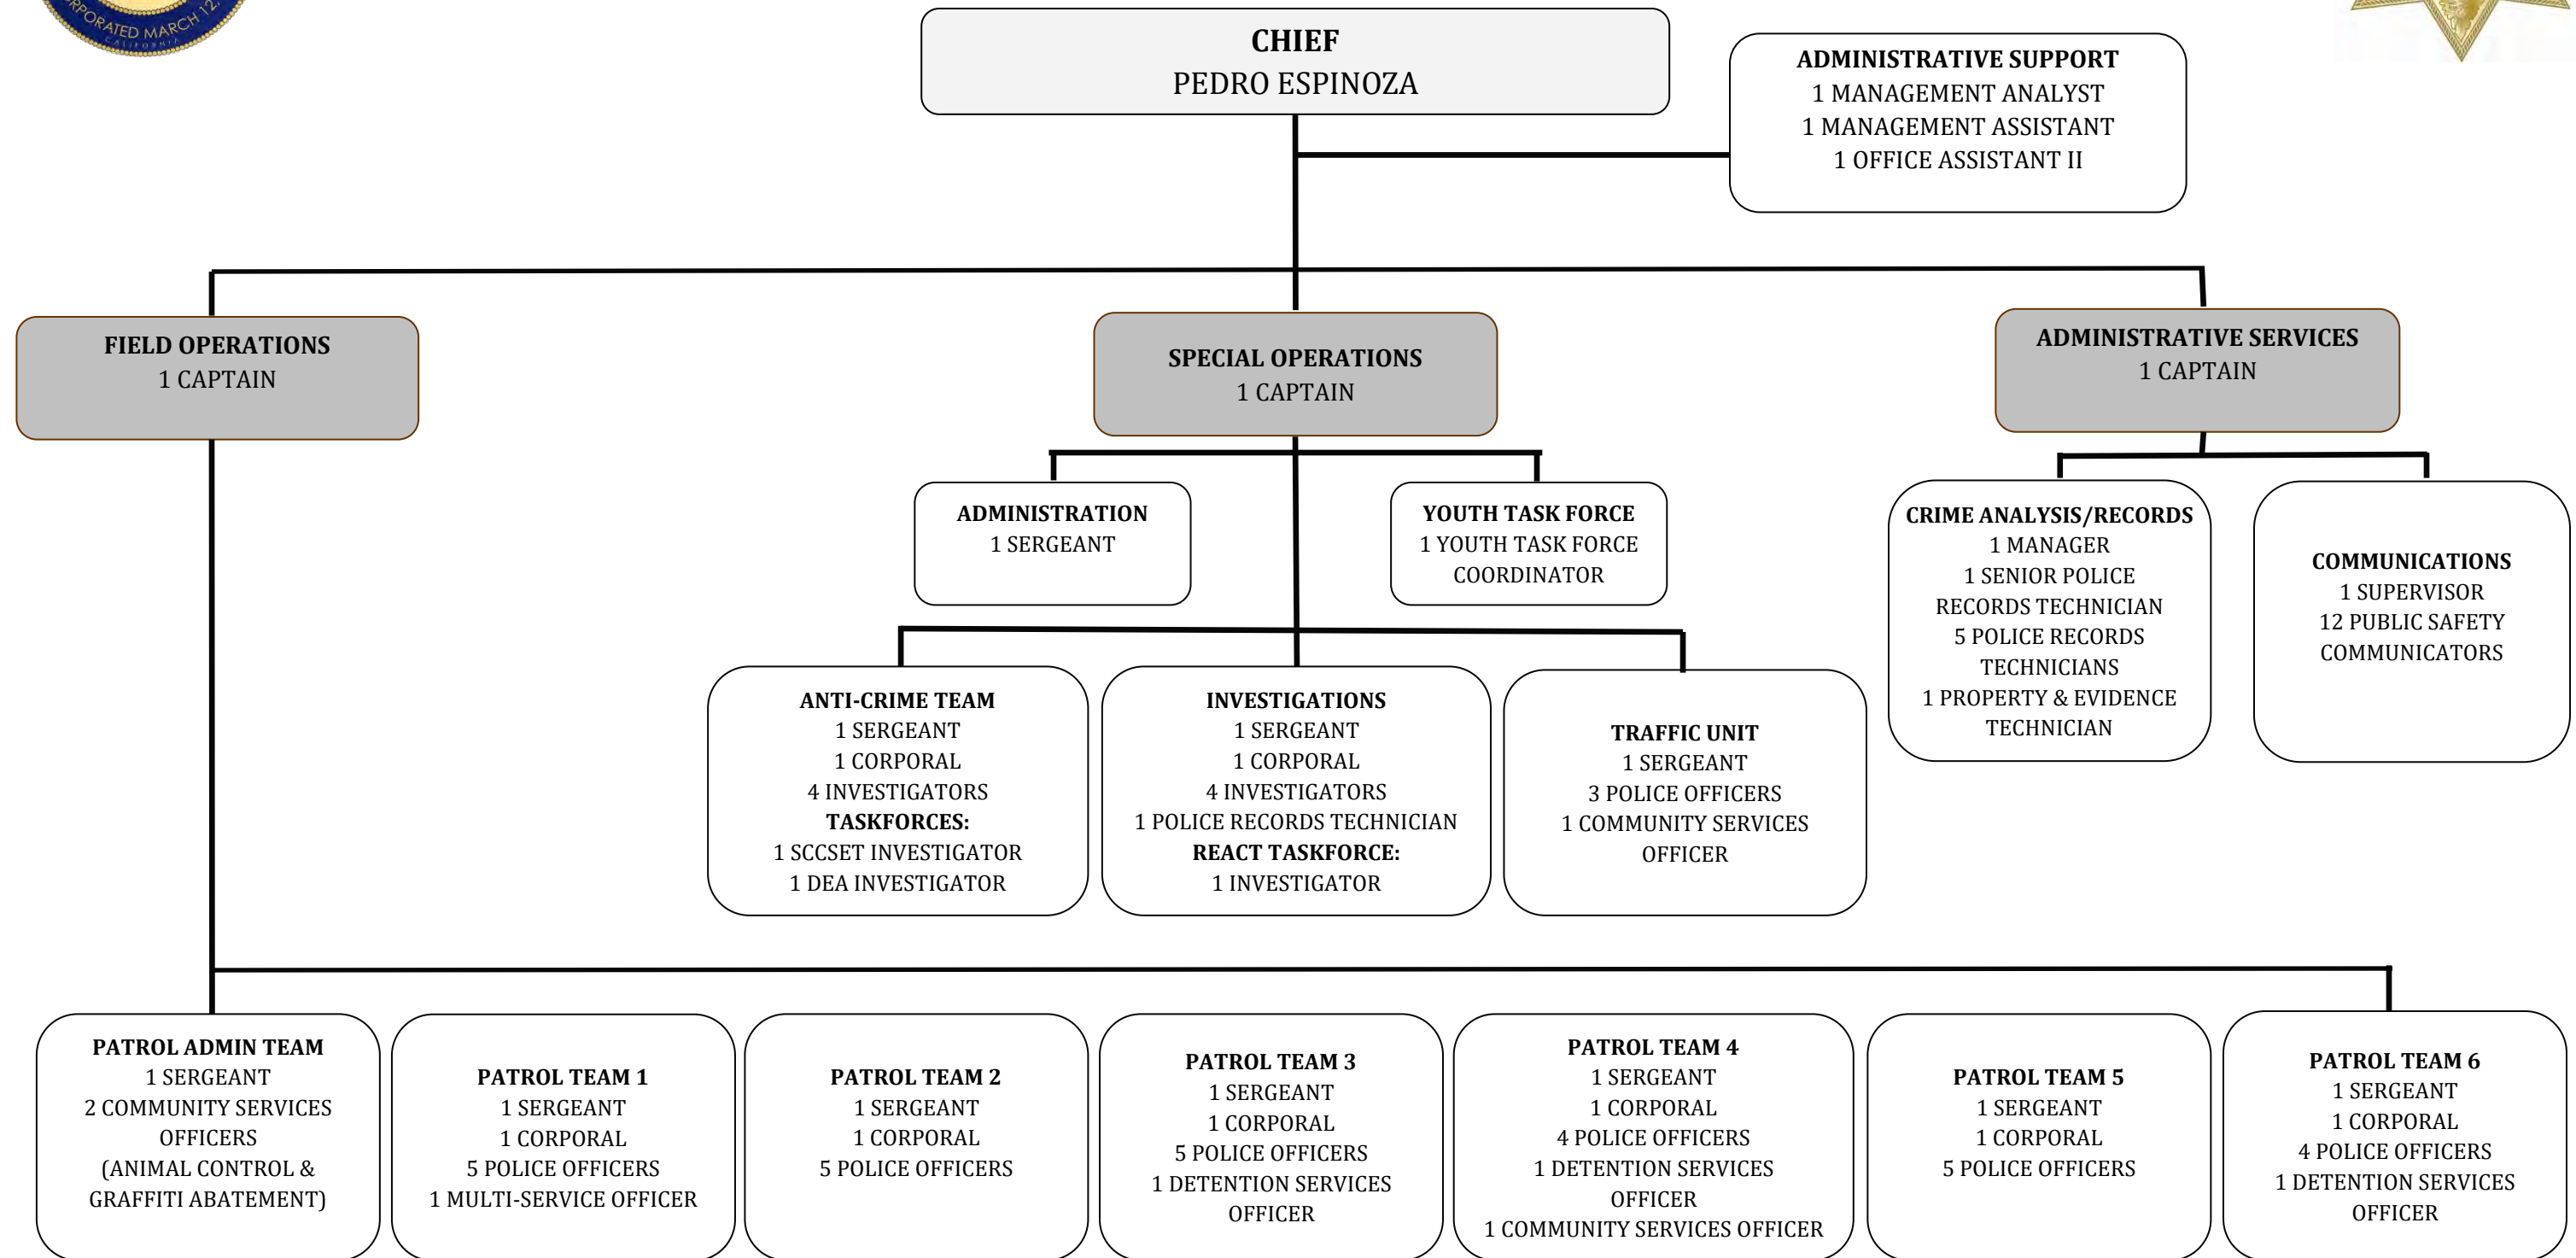 RPORATED MARCH 12,
CALIFORNIA
CHIEF
PEDRO ESPINOZA
ADMINISTRATIVE SUPPORT
1 MANAGEMENT ANALYST
1 MANAGEMENT ASSISTANT
1 OFFICE ASSISTANT II
FIELD OPERATIONS
1 CAPTAIN
SPECIAL OPERATIONS
1 CAPTAIN
ADMINISTRATIVE SERVICES
1 CAPTAIN
ADMINISTRATION
1 SERGEANT
YOUTH TASK FORCE
1 YOUTH TASK FORCE
COORDINATOR
CRIME ANALYSIS/RECORDS
1 MANAGER
1 SENIOR POLICE
RECORDS TECHNICIAN
5 POLICE RECORDS
TECHNICIANS
1 PROPERTY & EVIDENCE
TECHNICIAN
COMMUNICATIONS
1 SUPERVISOR
12 PUBLIC SAFETY
COMMUNICATORS
ANTI-CRIME TEAM
1 SERGEANT
1 CORPORAL
4 INVESTIGATORS
TASKFORCES:
1 SCCSET INVESTIGATOR
1 DEA INVESTIGATOR
INVESTIGATIONS
1 SERGEANT
1 CORPORAL
4 INVESTIGATORS
1 POLICE RECORDS TECHNICIAN
REACT TASKFORCE:
1 INVESTIGATOR
TRAFFIC UNIT
1 SERGEANT
3 POLICE OFFICERS
1 COMMUNITY SERVICES
OFFICER
PATROL ADMIN TEAM
1 SERGEANT
2 COMMUNITY SERVICES
OFFICERS
(ANIMAL CONTROL &
GRAFFITI ABATEMENT)
PATROL TEAM 1
1 SERGEANT
1 CORPORAL
5 POLICE OFFICERS
1 MULTI-SERVICE OFFICER
PATROL TEAM 2
1 SERGEANT
1 CORPORAL
5 POLICE OFFICERS
PATROL TEAM 3
1 SERGEANT
1 CORPORAL
5 POLICE OFFICERS
1 DETENTION SERVICES
OFFICER
PATROL TEAM 4
1 SERGEANT
1 CORPORAL
4 POLICE OFFICERS
1 DETENTION SERVICES
OFFICER
1 COMMUNITY SERVICES OFFICER
PATROL TEAM 5
1 SERGEANT
1 CORPORAL
5 POLICE OFFICERS
PATROL TEAM 6
1 SERGEANT
1 CORPORAL
4 POLICE OFFICERS
1 DETENTION SERVICES
OFFICER